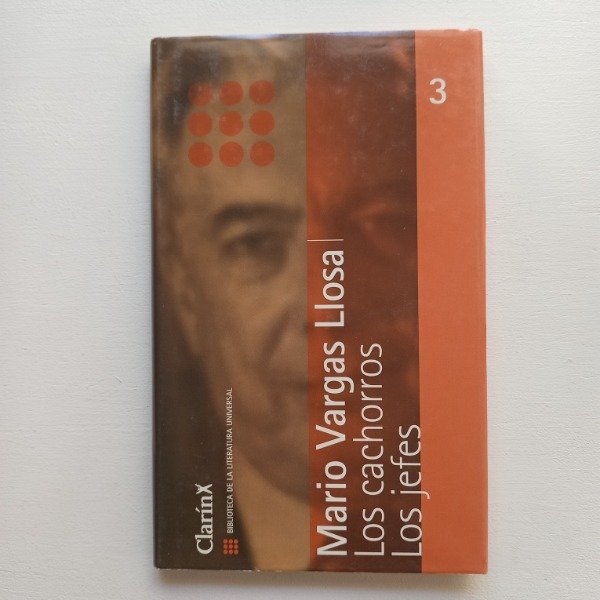 3
Mario Vargas Llosa
Los cachorros
Los jefes
Clarín
BIBLIOTECA DE LA LITERATURA UNIVERSAL